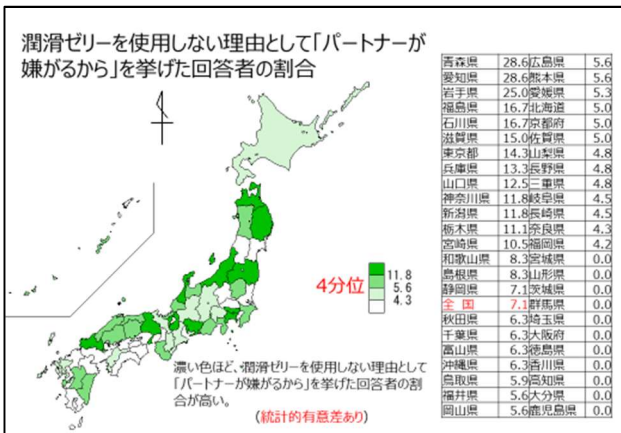 潤滑ゼリーを使用しない理由として「パートナーが
嫌がるから」を挙げた回答者の割合
青森県 28.6 広島県 5.6
愛知県 28.6 熊本県 5.6
岩手県 25.0 愛媛県 5.3
福島県 16.7 北海道 5.0
石川県 16.7 京都府 5.0
滋賀県 15.0 佐賀県 5.0
東京都 14.3 山梨県 4.8
兵庫県 13.3 長野県 4.8
山口県 12.5 三重県 4.8
神奈川県 11.8 岐阜県 4.5
新潟県 11.8 長崎県 4.5
栃木県 11.1 奈良県 4.3
宮崎県 10.5 福岡県 4.2
和歌山県 8.3 宮城県 0.0
島根県 8.3 山形県 0.0
静岡県 7.1 茨城県 0.0
全 国 7.1 群馬県 0.0
秋田県 6.3 埼玉県 0.0
千葉県 6.3 大阪府 0.0
富山県 6.3 徳島県 0.0
沖縄県 6.3 香川県 0.0
鳥取県 5.9 高知県 0.0
福井県 5.6 大分県 0.0
岡山県 5.6 鹿児島県 0.0
4分位
11.8
5.6
4.3
濃い色ほど、潤滑ゼリーを使用しない理由として
「パートナーが嫌がるから」を挙げた回答者の割
合が高い。
(統計的有意差あり)